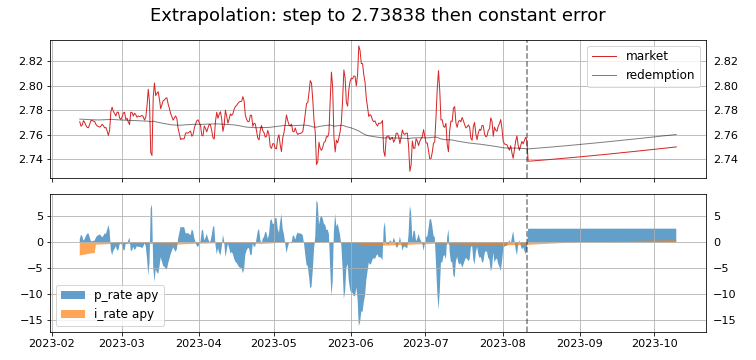 Extrapolation: step to 2.73838 then constant error
market
redemption
2.82 2.82
2.80 2.80
2.78 2.78
2.76 2.76
2.74 2.74
5 5
0 0
−5 −5
−10 −10
−15 −15
p_rate apy
i_rate apy
2023-02 2023-03 2023-04 2023-05 2023-06 2023-07 2023-08 2023-09 2023-10